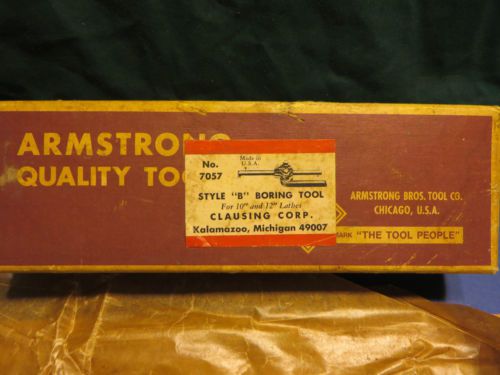 ARMSTRONG
QUALITY TOO
No.
7057
Made in
U.S.A.
STYLE "B" BORING TOOL
For 10" and 12" Lathes
CLAUSING CORP.
Kalamazoo, Michigan 49007
ARMSTRONG BROS. TOOL CO.
CHICAGO, U.S.A.
MARK "THE TOOL PEOPLE"